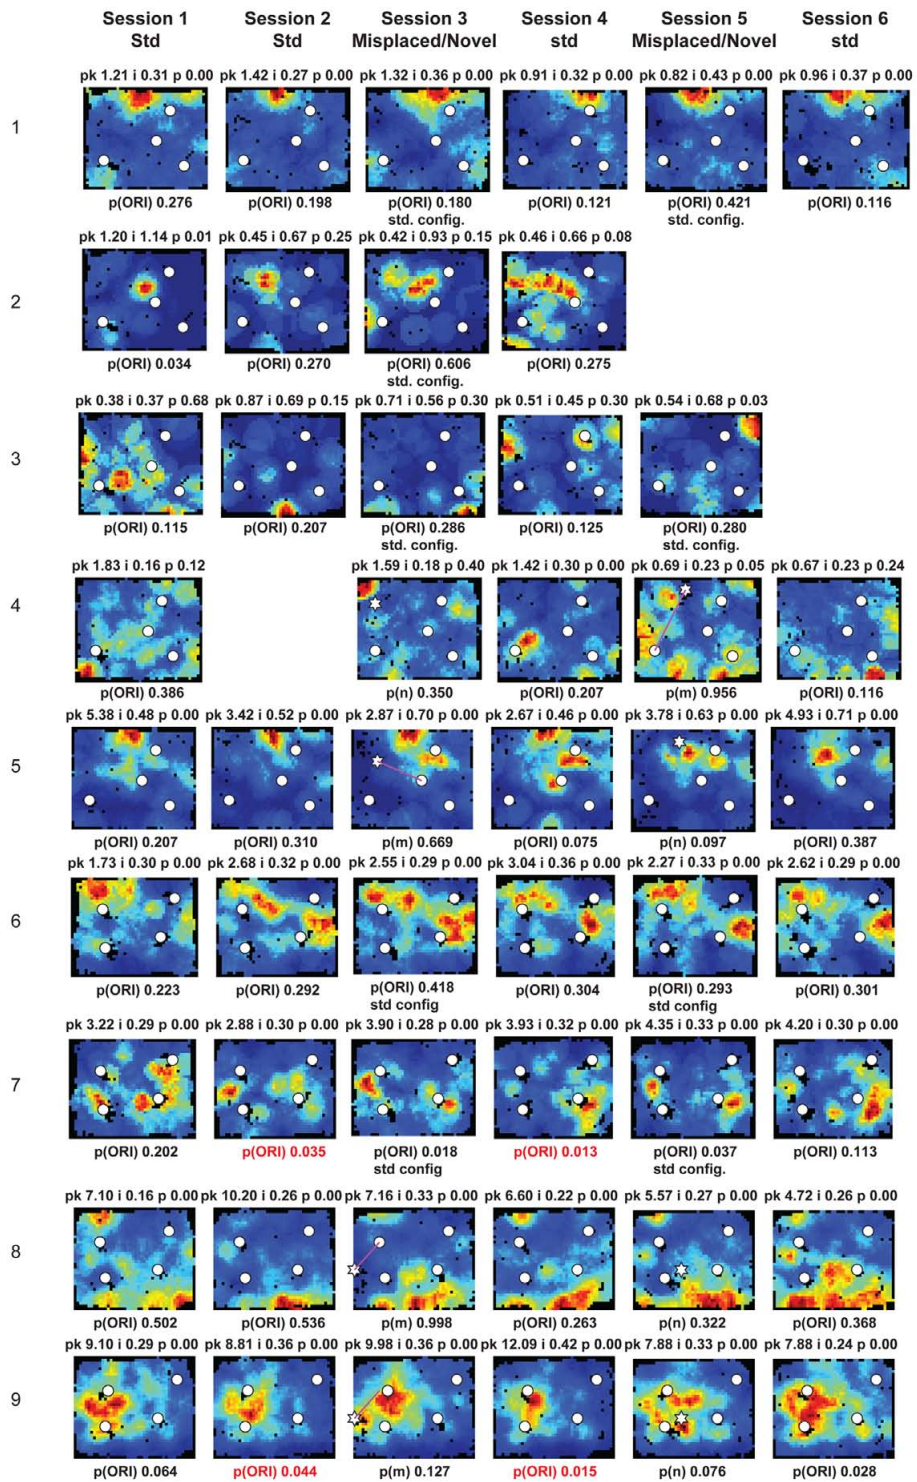 Session 1 Session 2 Session 3 Session 4 Session 5 Session 6
Std Std Misplaced/Novel std Misplaced/Novel std
pk 1.21 i 0.31 p 0.00 pk 1.42 i 0.27 p 0.00 pk 1.32 i 0.36 p 0.00 pk 0.91 i 0.32 p 0.00 pk 0.82 i 0.43 p 0.00 pk 0.96 i 0.37 p 0.00
1
p(ORI) 0.276 p(ORI) 0.198 p(ORI) 0.180 p(ORI) 0.121 p(ORI) 0.421 p(ORI) 0.116
std. config. std. config.
pk 1.20 i 1.14 p 0.01 pk 0.45 i 0.67 p 0.25 pk 0.42 i 0.93 p 0.15 pk 0.46 i 0.66 p 0.08
2
p(ORI) 0.034 p(ORI) 0.270 p(ORI) 0.606 p(ORI) 0.275
std. config.
pk 0.38 i 0.37 p 0.68 pk 0.87 i 0.69 p 0.15 pk 0.71 i 0.56 p 0.30 pk 0.51 i 0.45 p 0.30 pk 0.54 i 0.68 p 0.03
3
p(ORI) 0.115 p(ORI) 0.207 p(ORI) 0.286 p(ORI) 0.125 p(ORI) 0.280
std. config. std. config.
pk 1.83 i 0.16 p 0.12 pk 1.59 i 0.18 p 0.40 pk 1.42 i 0.30 p 0.00 pk 0.69 i 0.23 p 0.05 pk 0.67 i 0.23 p 0.24
4
p(ORI) 0.386 p(n) 0.350 p(ORI) 0.207 p(m) 0.956 p(ORI) 0.116
pk 5.38 i 0.48 p 0.00 pk 3.42 i 0.52 p 0.00 pk 2.87 i 0.70 p 0.00 pk 2.67 i 0.46 p 0.00 pk 3.78 i 0.63 p 0.00 pk 4.93 i 0.71 p 0.00
5
p(ORI) 0.207 p(ORI) 0.310 p(m) 0.669 p(ORI) 0.075 p(n) 0.097 p(ORI) 0.387
pk 1.73 i 0.30 p 0.00 pk 2.68 i 0.32 p 0.00 pk 2.55 i 0.29 p 0.00 pk 3.04 i 0.36 p 0.00 pk 2.27 i 0.33 p 0.00 pk 2.62 i 0.29 p 0.00
6
p(ORI) 0.223 p(ORI) 0.292 p(ORI) 0.418 p(ORI) 0.304 p(ORI) 0.293 p(ORI) 0.301
std config std config
pk 3.22 i 0.29 p 0.00 pk 2.88 i 0.30 p 0.00 pk 3.90 i 0.28 p 0.00 pk 3.93 i 0.32 p 0.00 pk 4.35 i 0.33 p 0.00 pk 4.20 i 0.30 p 0.00
7
p(ORI) 0.202 p(ORI) 0.035 p(ORI) 0.018 p(ORI) 0.013 p(ORI) 0.037 p(ORI) 0.113
std config std config.
pk 7.10 i 0.16 p 0.00 pk 10.20 i 0.26 p 0.00 pk 7.16 i 0.33 p 0.00 pk 6.60 i 0.22 p 0.00 pk 5.57 i 0.27 p 0.00 pk 4.72 i 0.26 p 0.00
8
p(ORI) 0.502 p(ORI) 0.536 p(m) 0.998 p(ORI) 0.263 p(n) 0.322 p(ORI) 0.368
pk 9.10 i 0.29 p 0.00 pk 8.81 i 0.36 p 0.00 pk 9.98 i 0.36 p 0.00 pk 12.09 i 0.42 p 0.00 pk 7.88 i 0.33 p 0.00 pk 7.88 i 0.24 p 0.00
9
p(ORI) 0.064 p(ORI) 0.044 p(m) 0.127 p(ORI) 0.015 p(n) 0.076 p(ORI) 0.028